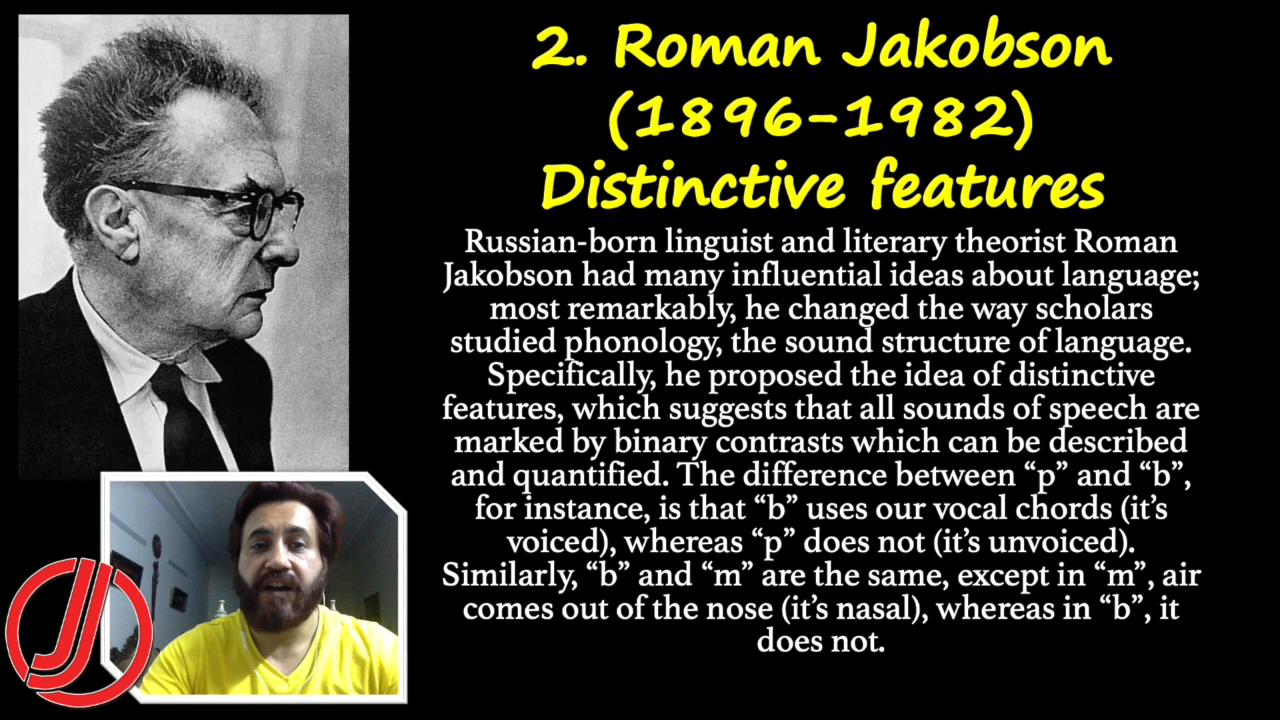 2. Roman Jakobson
(1896-1982)
Distinctive features
Russian-born linguist and literary theorist Roman
Jakobson had many influential ideas about language;
most remarkably, he changed the way scholars
studied phonology, the sound structure of language.
Specifically, he proposed the idea of distinctive
features, which suggests that all sounds of speech are
marked by binary contrasts which can be described
and quantified. The difference between “p” and “b”,
for instance, is that “b” uses our vocal chords (it’s
voiced), whereas “p” does not (it’s unvoiced).
Similarly, “b” and “m” are the same, except in “m”, air
comes out of the nose (it’s nasal), whereas in “b”, it
does not.